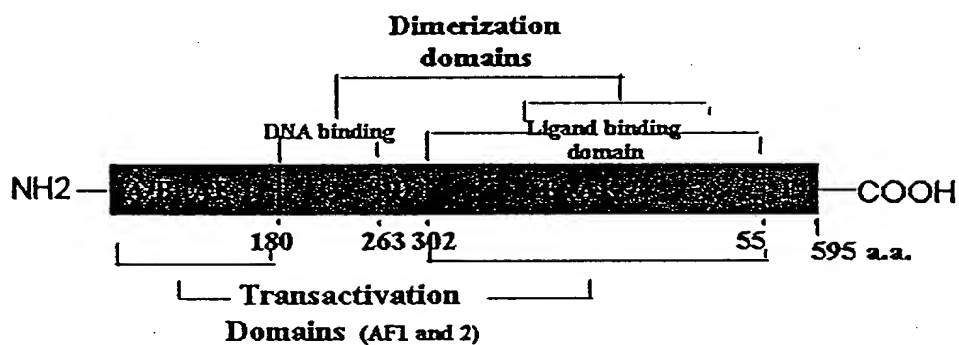 Dimerization
domains
DNA binding
Ligand binding
domain
NH2
COOH
180
263
302
55
595 a.a.
Transactivation
Domains (AF1 and 2)